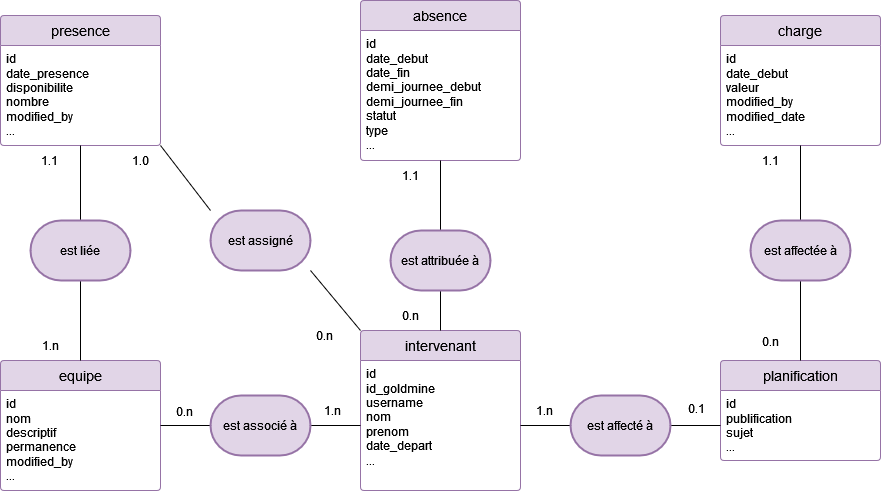 presence
id
date_presence
disponibilite
nombre
modified_by
...
absence
id
date_debut
date_fin
demi_journee_debut
demi_journee_fin
statut
type
...
charge
id
date_debut
valeur
modified_by
modified_date
...
1.1
1.0
1.1
1.1
est liée
est assigné
est attribuée à
est affectée à
1.n
0.n
0.n
0.n
equipe
id
nom
descriptif
permanence
modified_by
...
0.n
est associé à
1.n
intervenant
id
id_goldmine
username
nom
prenom
date_depart
...
1.n
est affecté à
0.1
planification
id
publification
sujet
...